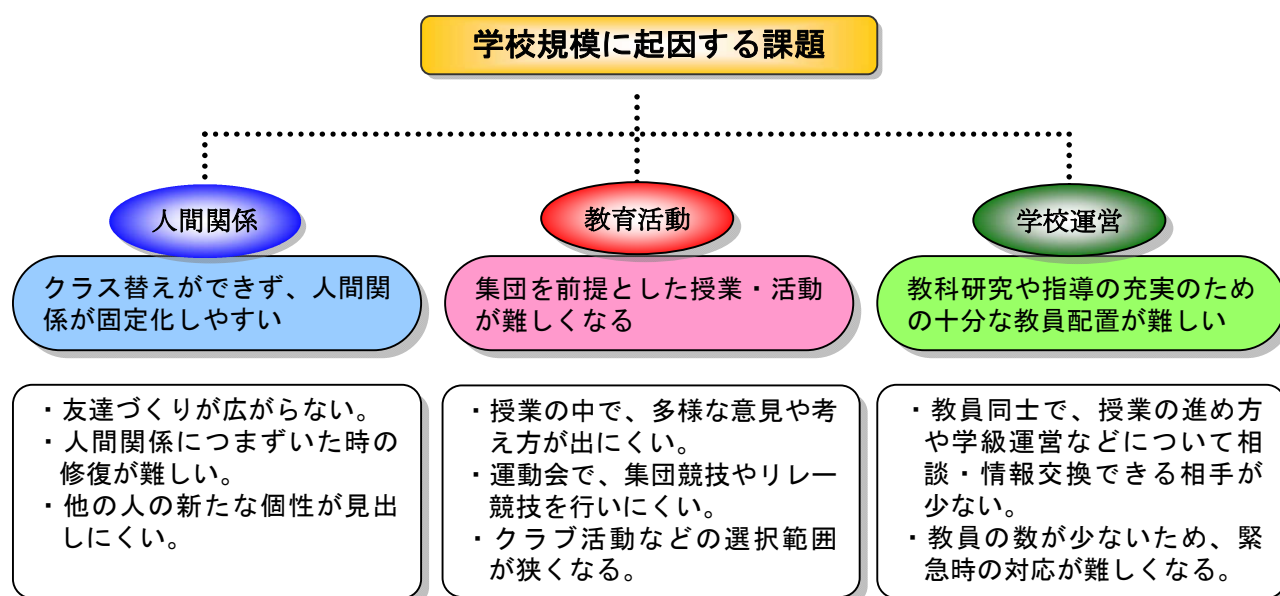 学校規模に起因する課題
人間関係
クラス替えができず、人間関
係が固定化しやすい
・友達づくりが広がらない。
・人間関係につまずいた時の
修復が難しい。
・他の人の新たな個性が見出
しにくい。
教育活動
集団を前提とした授業・活動
が難しくなる
・授業の中で、多様な意見や考
え方が出にくい。
・運動会で、集団競技やリレー
競技を行いにくい。
・クラブ活動などの選択範囲
が狭くなる。
学校運営
教科研究や指導の充実のため
の十分な教員配置が難しい
・教員同士で、授業の進め方
や学級運営などについて相
談・情報交換できる相手が
少ない。
・教員の数が少ないため、緊
急時の対応が難しくなる。